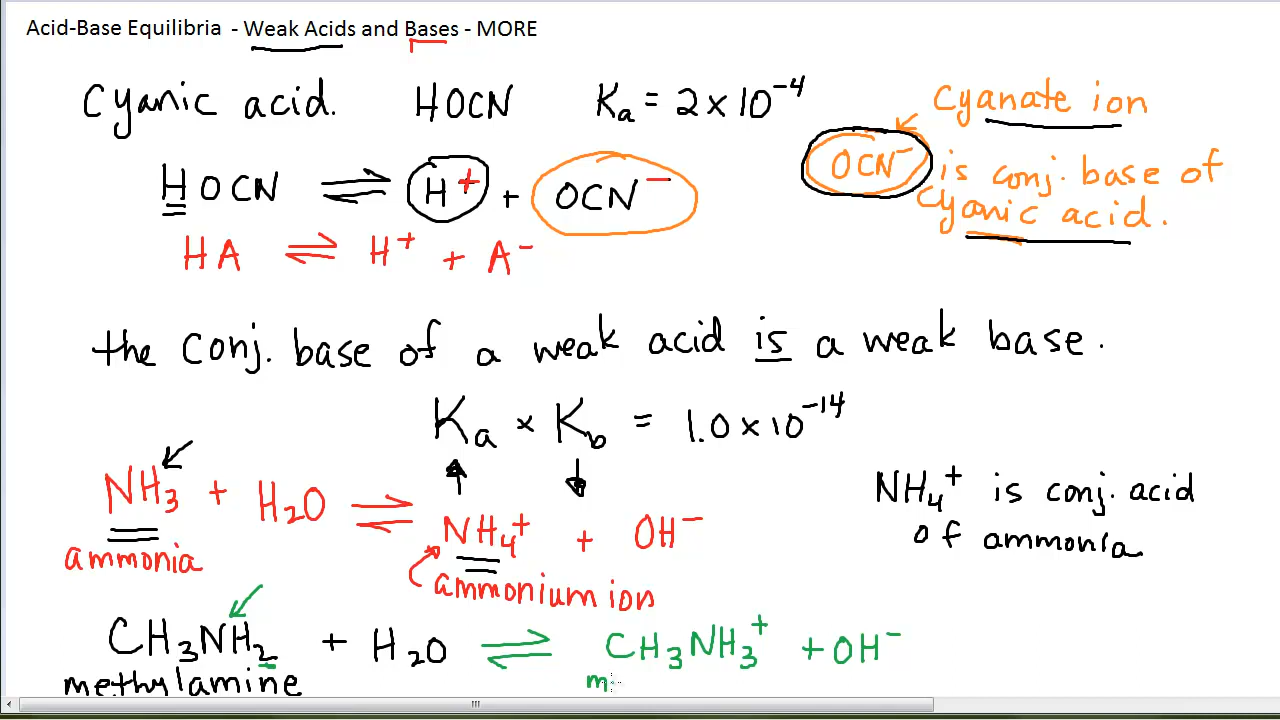 Acid-Base Equilibria - Weak Acids and Bases - MORE
Cyanic acid. HOCN Ka = 2 x 10⁻⁴
Cyanate ion
OCN⁻ is conj. base of
Cyanic acid.
HOCN ⇌ H⁺ + OCN⁻
HA ⇌ H⁺ + A⁻
the conj. base of a weak acid is a weak base.
Ka × Kb = 1.0 x 10⁻¹⁴
NH₃ + H₂O ⇌ NH₄⁺ + OH⁻
ammonia
ammonium ion
NH₄⁺ is conj. acid
of ammonia
CH₃NH₂ + H₂O ⇌ CH₃NH₃⁺ + OH⁻
methylamine
m